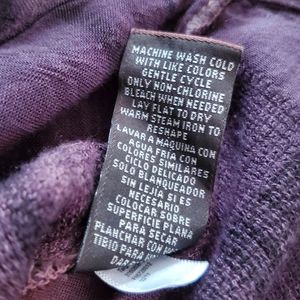 MACHINE WASH COLD
WITH LIKE COLORS
GENTLE CYCLE
ONLY NON-CHLORINE
BLEACH WHEN NEEDED
LAY FLAT TO DRY
WARM STEAM IRON TO
RESHAPE
LAVAR A MAQUINA CON
AGUA FRIA CON
COLORES SIMILARES
CICLO DELICADO
SOLO BLANQUEADOR
SIN LEJIA SI ES
NECESARIO
COLOCAR SOBRE
SUPERFICIE PLANA
PARA SECAR
PLANCHAR CON
TIBIO PARA